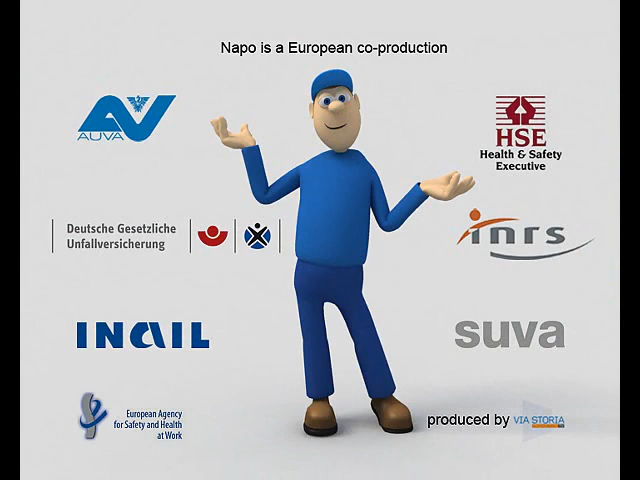 Napo is a European co-production
AUVA
HSE
Health & Safety
Executive
Deutsche Gesetzliche
Unfallversicherung
inrs
INAIL
suva
European Agency
for Safety and Health
at Work
produced by VIA STORIA